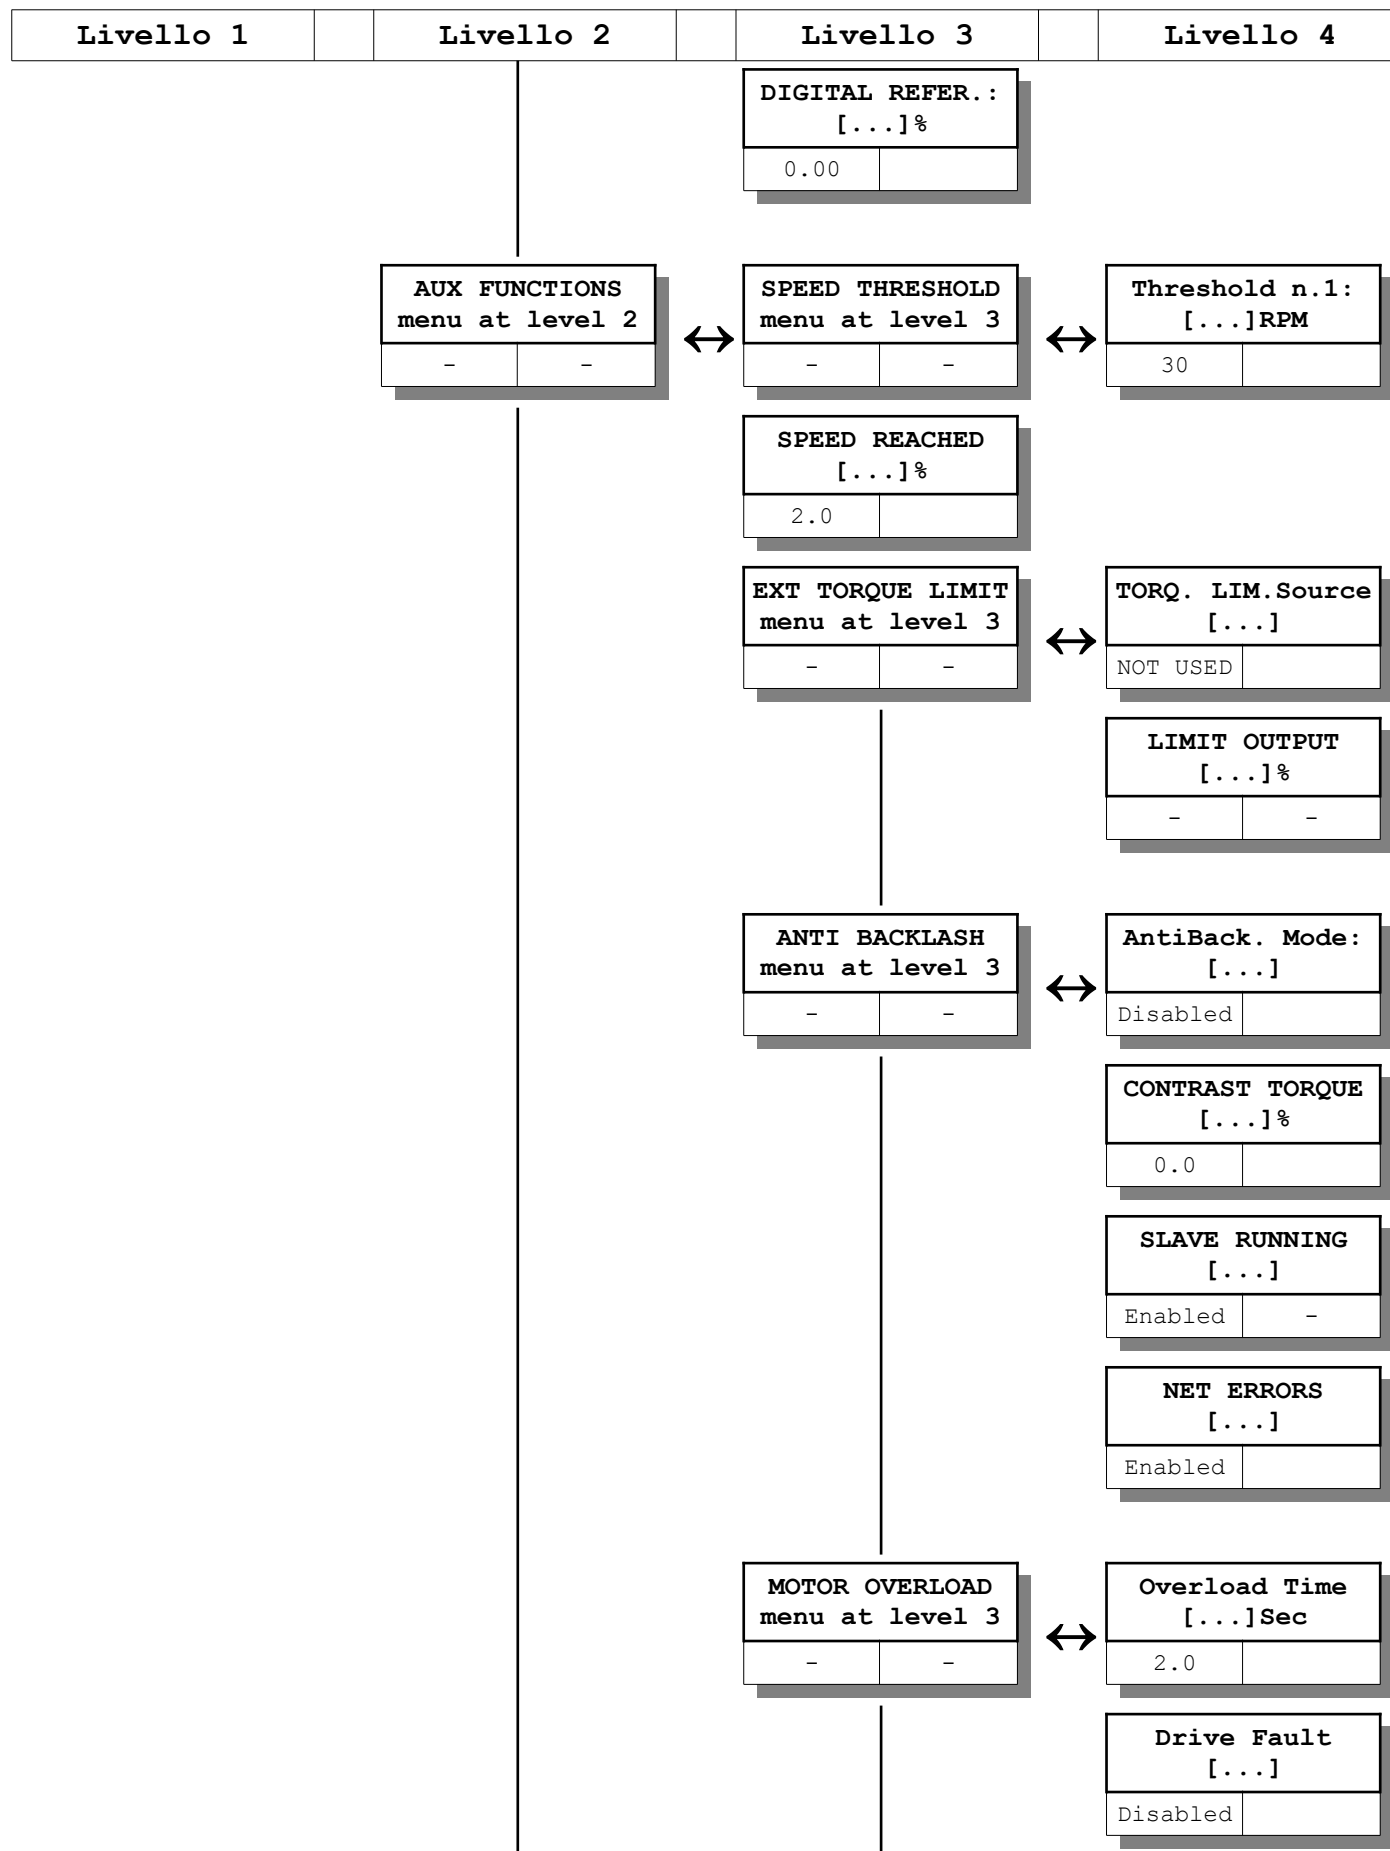 Livello 1 Livello 2 Livello 3 Livello 4
DIGITAL REFER.:
[...]%
0.00
AUX FUNCTIONS
menu at level 2
- -
SPEED THRESHOLD
menu at level 3
- -
Threshold n.1:
[...]RPM
30
SPEED REACHED
[...]%
2.0
EXT TORQUE LIMIT
menu at level 3
- -
TORQ. LIM.Source
[...]
NOT USED
LIMIT OUTPUT
[...]%
- -
ANTI BACKLASH
menu at level 3
- -
AntiBack. Mode:
[...]
Disabled
CONTRAST TORQUE
[...]%
0.0
SLAVE RUNNING
[...]
Enabled -
NET ERRORS
[...]
Enabled
MOTOR OVERLOAD
menu at level 3
- -
Overload Time
[...]Sec
2.0
Drive Fault
[...]
Disabled